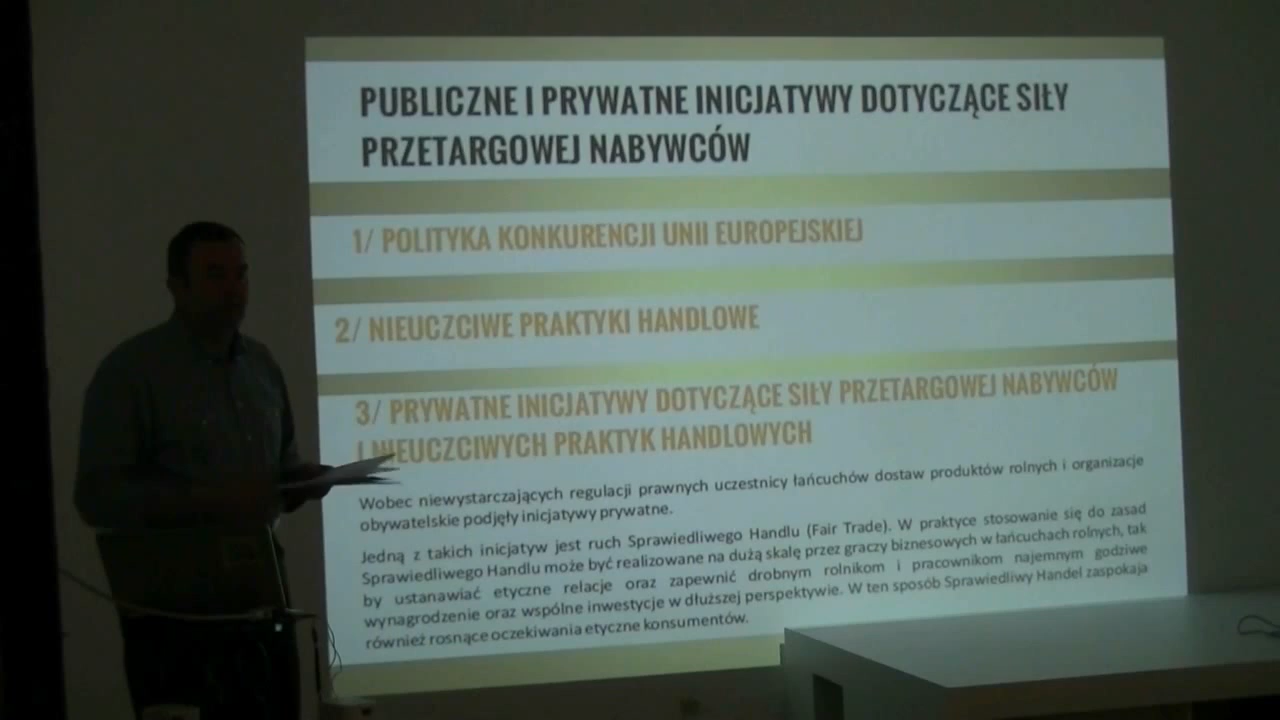 PUBLICZNE I PRYWATNE INICJATYWY DOTYCZĄCE SIŁY
PRZETARGOWEJ NABYWCÓW
1/ POLITYKA KONKURENCJI UNII EUROPEJSKIEJ
2/ NIEUCZCIWE PRAKTYKI HANDLOWE
3/ PRYWATNE INICJATYWY DOTYCZĄCE SIŁY PRZETARGOWEJ NABYWCÓW
I NIEUCZCIWYCH PRAKTYK HANDLOWYCH
Wobec niewystarczających regulacji prawnych uczestnicy łańcuchów dostaw produktów rolnych i organizacje
obywatelskie podjęły inicjatywy prywatne.
Jedną z takich inicjatyw jest ruch Sprawiedliwego Handlu (Fair Trade). W praktyce stosowanie się do zasad
Sprawiedliwego Handlu może być realizowane na dużą skalę przez graczy biznesowych w łańcuchach rolnych, tak
by ustanawiać etyczne relacje oraz zapewnić drobnym rolnikom i pracownikom najemnym godziwe
wynagrodzenie oraz wspólne inwestycje w dłuższej perspektywie. W ten sposób Sprawiedliwy Handel zaspokaja
również rosnące oczekiwania etyczne konsumentów.